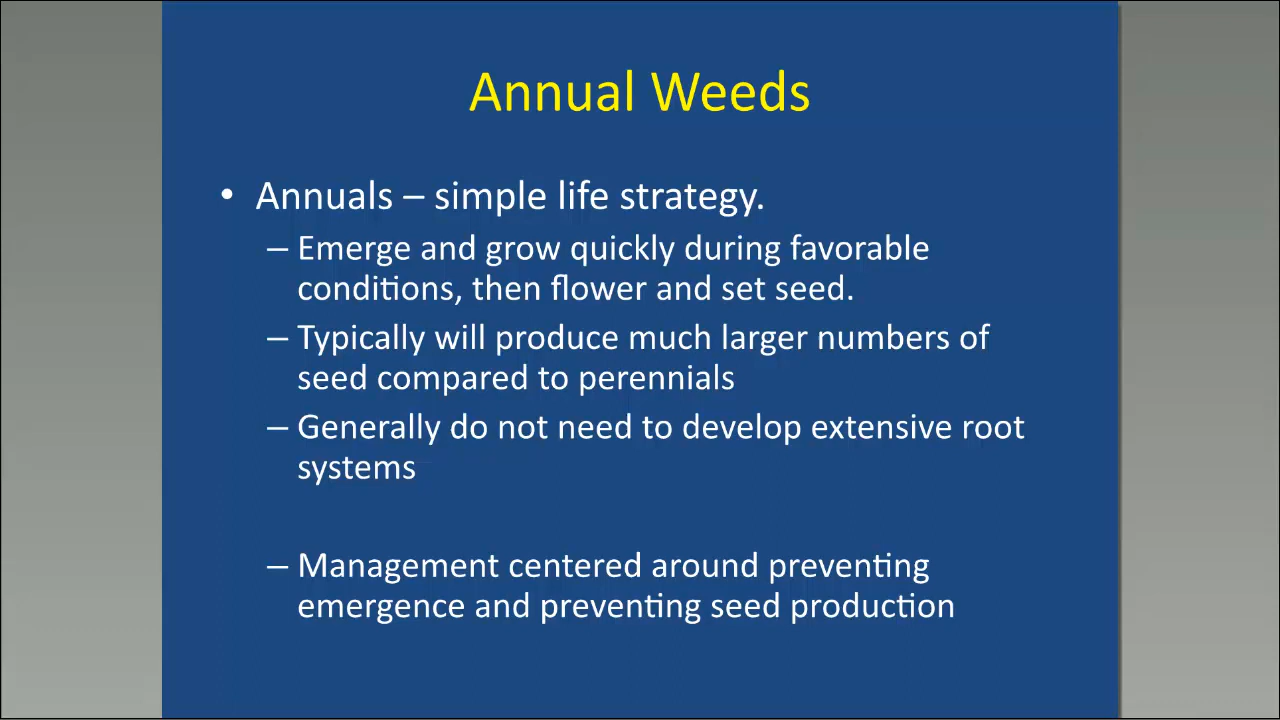 Annual Weeds
• Annuals – simple life strategy.
– Emerge and grow quickly during favorable
conditions, then flower and set seed.
– Typically will produce much larger numbers of
seed compared to perennials
– Generally do not need to develop extensive root
systems
– Management centered around preventing
emergence and preventing seed production